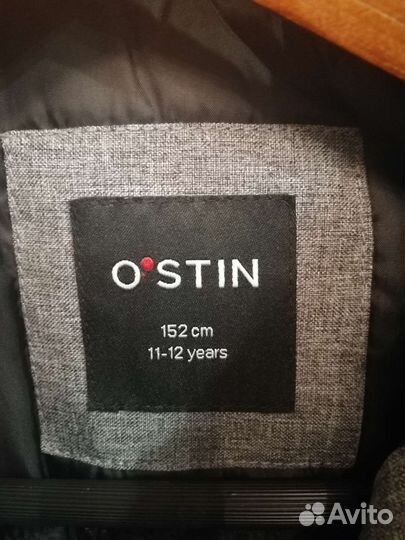 O'STIN
152 cm
11-12 years
Avito